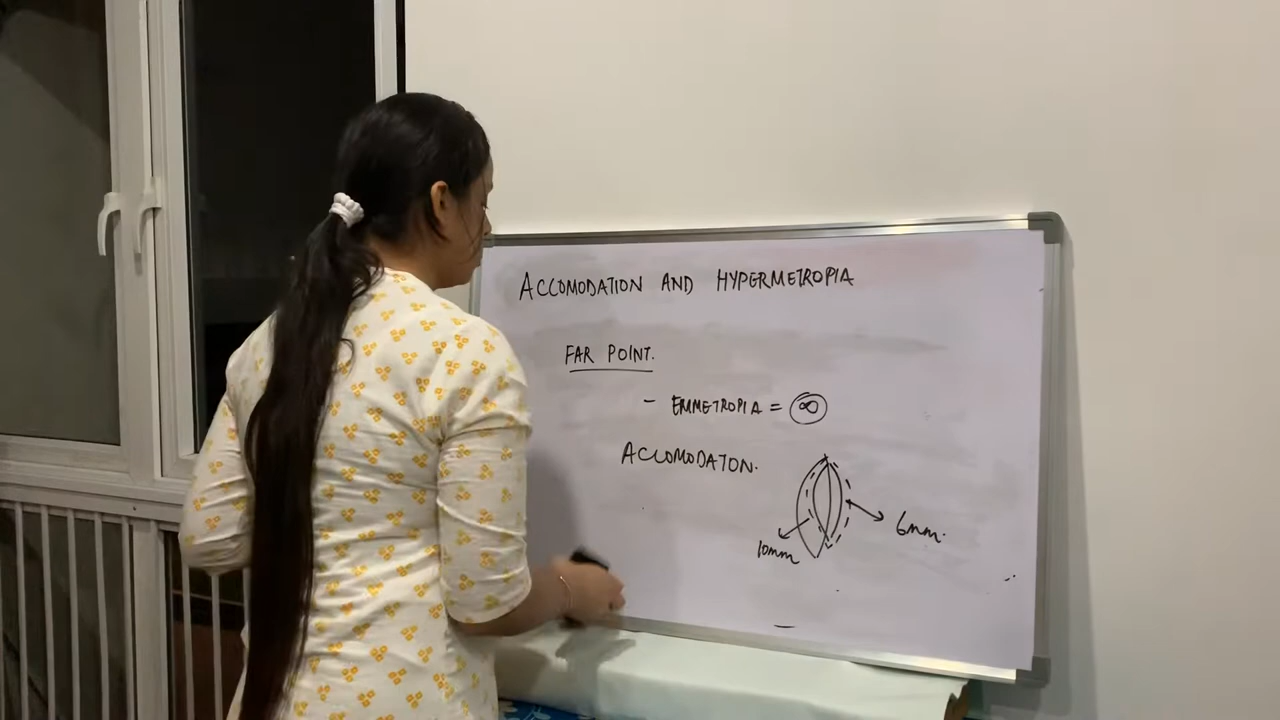 ACCOMODATION AND HYPERMETROPIA
FAR POINT.
- EMMETROPIA = ∞
ACCOMODATON.
10mm
6mm.